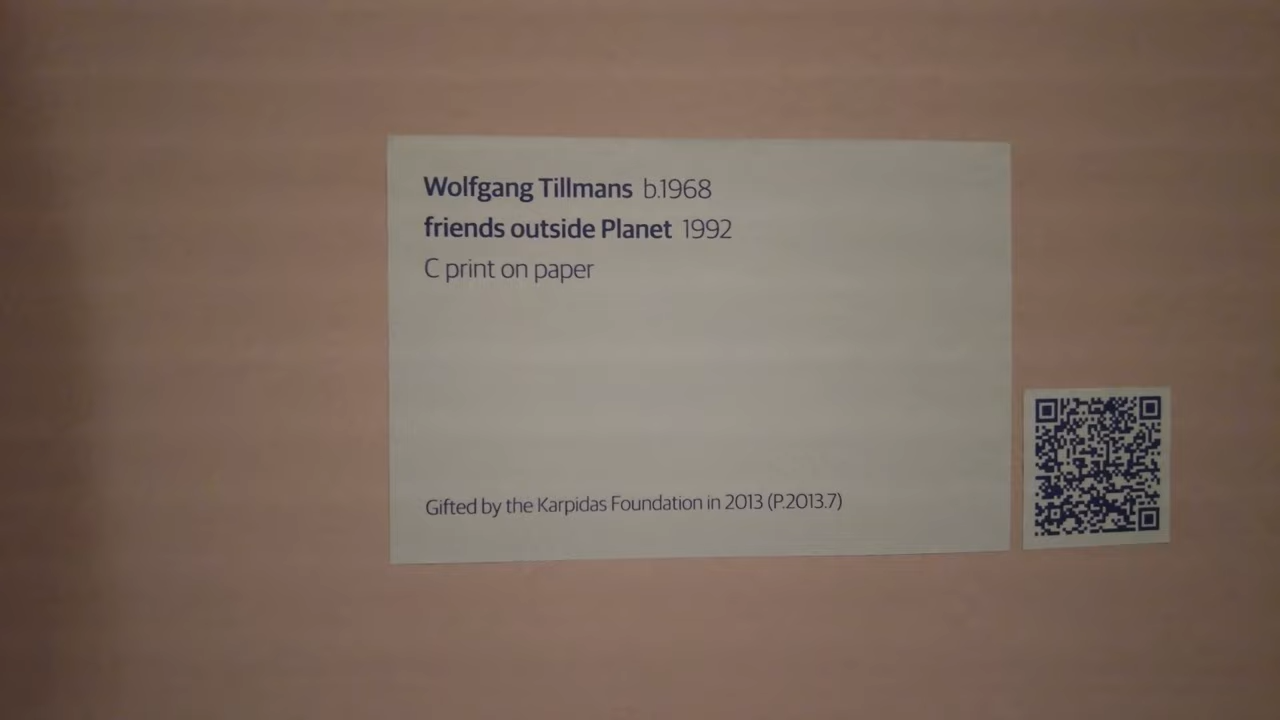 Wolfgang Tillmans b.1968
friends outside Planet 1992
C print on paper
Gifted by the Karpidas Foundation in 2013 (P.2013.7)